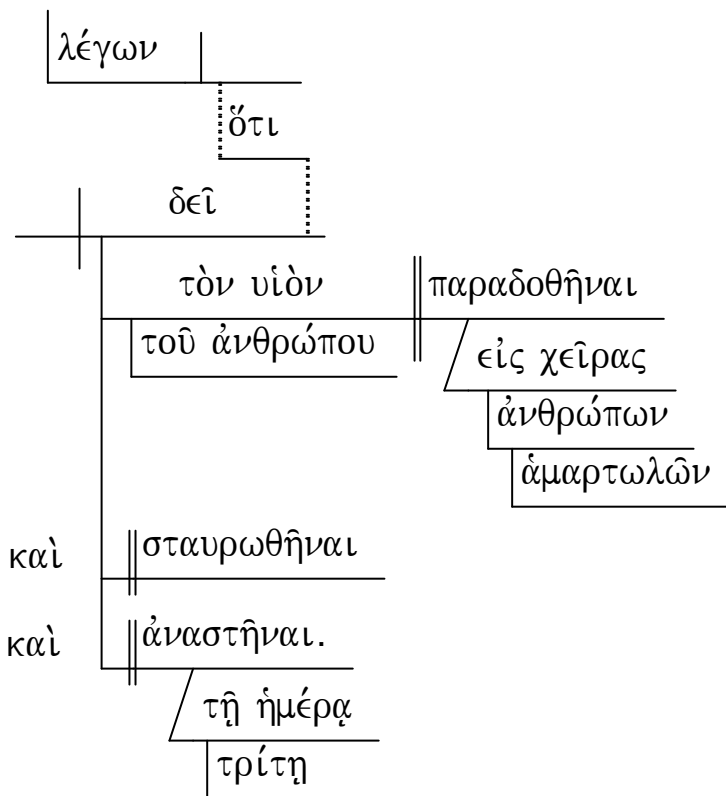 λέγων
ὅτι
δεῖ
τὸν υἱὸν παραδοθῆναι
τοῦ ἀνθρώπου εἰς χεῖρας
ἀνθρώπων
ἁμαρτωλῶν
καὶ σταυρωθῆναι
καὶ ἀναστῆναι.
τῇ ἡμέρᾳ
τρίτῃ